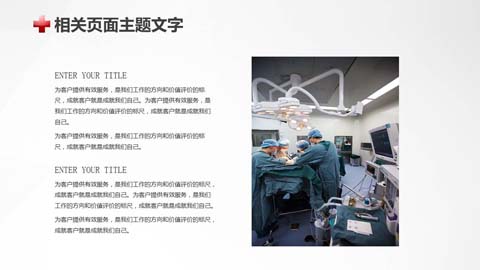 相关页面主题文字
ENTER YOUR TITLE
为客户提供有效服务，是我们工作的方向和价值评价的标
尺，成就客户就是成就我们自己。为客户提供有效服务，是
我们工作的方向和价值评价的标尺，成就客户就是成就我们
自己。
为客户提供有效服务，是我们工作的方向和价值评价的标
尺，成就客户就是成就我们自己。
ENTER YOUR TITLE
为客户提供有效服务，是我们工作的方向和价值评价的标尺，
成就客户就是成就我们自己。为客户提供有效服务，是我们
工作的方向和价值评价的标尺，成就客户就是成就我们自己。
为客户提供有效服务，是我们工作的方向和价值评价的标尺，
成就客户就是成就我们自己。